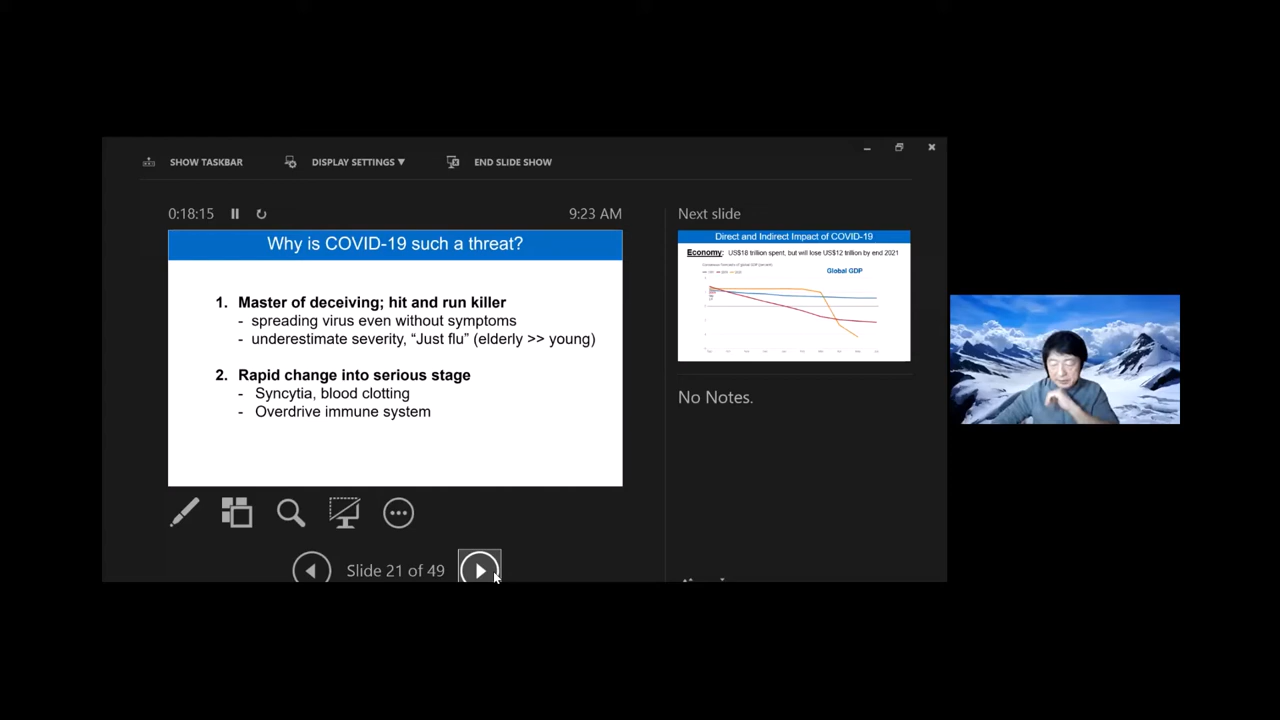 SHOW TASKBAR
DISPLAY SETTINGS ▼
END SLIDE SHOW
0:18:15
9:23 AM
Next slide
Why is COVID-19 such a threat?
1. Master of deceiving; hit and run killer
- spreading virus even without symptoms
- underestimate severity, “Just flu” (elderly >> young)
2. Rapid change into serious stage
- Syncytia, blood clotting
- Overdrive immune system
Direct and Indirect Impact of COVID-19
Economy: US$18 trillion spent, but will lose US$12 trillion by end 2021
Global GDP
No Notes.
Slide 21 of 49